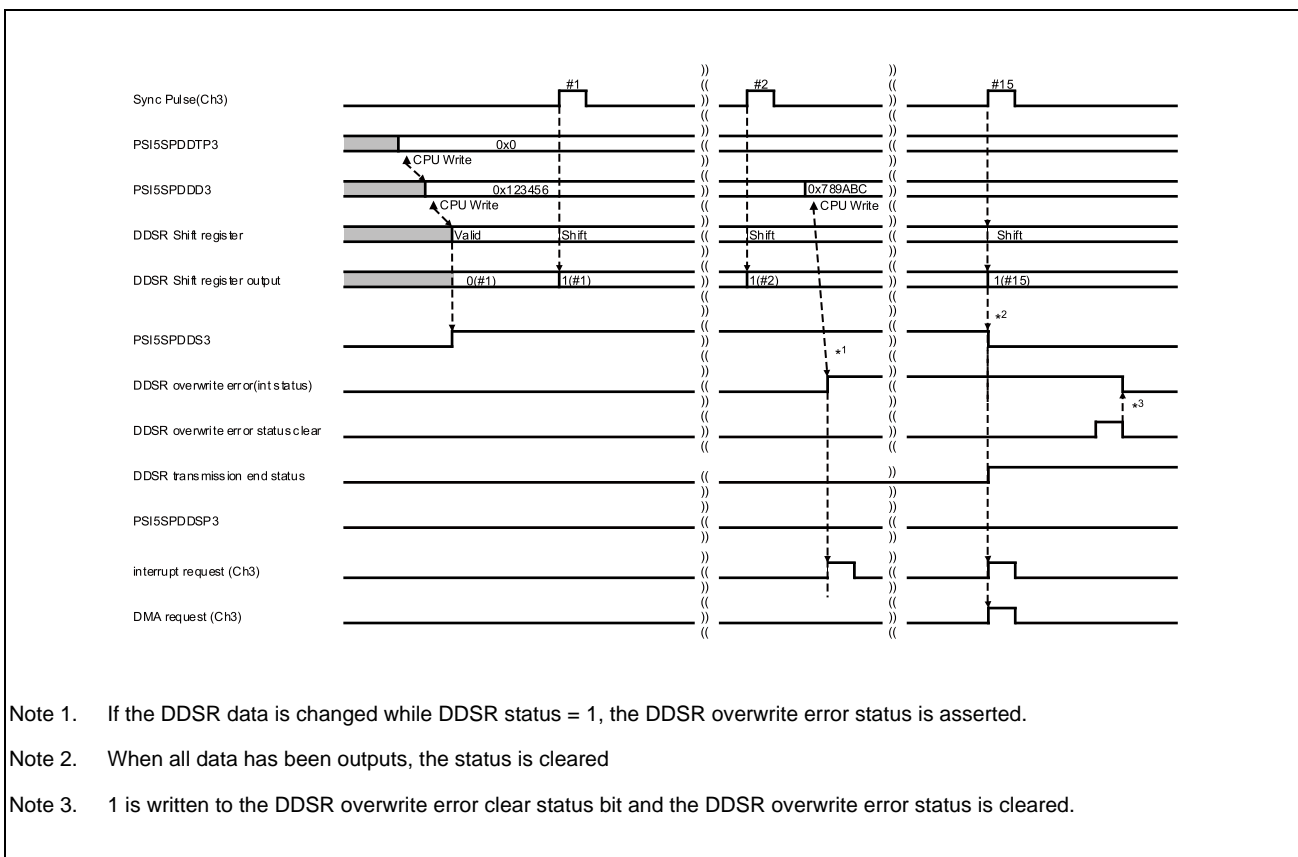 #1 #2 #15
Sync Pulse(Ch3)
PSI5SPDDTP3 0x0
CPU Write
PSI5SPDDD3 0x123456 0x789ABC
CPU Write CPU Write
DDSR Shift register Valid Shift Shift Shift
DDSR Shift register output 0(#1) 1(#1) 1(#2) 1(#15)
*2
PSI5SPDDS3
*1
DDSR overwrite error(int status)
*3
DDSR overwrite error status clear
DDSR transmission end status
PSI5SPDDSP3
interrupt request (Ch3)
DMA request (Ch3)
Note 1. If the DDSR data is changed while DDSR status = 1, the DDSR overwrite error status is asserted.
Note 2. When all data has been outputs, the status is cleared
Note 3. 1 is written to the DDSR overwrite error clear status bit and the DDSR overwrite error status is cleared.